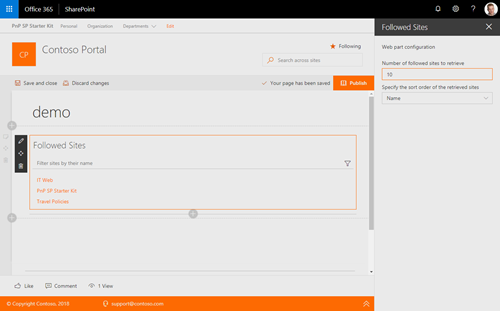 Office 365 SharePoint
PnP SP Starter Kit Personal Organization Departments Edit
CP Contoso Portal
Following
Search across sites
Save and close Discard changes Your page has been saved Publish
demo
Followed Sites
Filter sites by their name
IT Web
PnP SP Starter Kit
Travel Policies
Like Comment 1 View
© Copyright Contoso, 2018 support@contoso.com
Followed Sites
Web part configuration
Number of followed sites to retrieve
10
Specify the sort order of the retrieved sites
Name